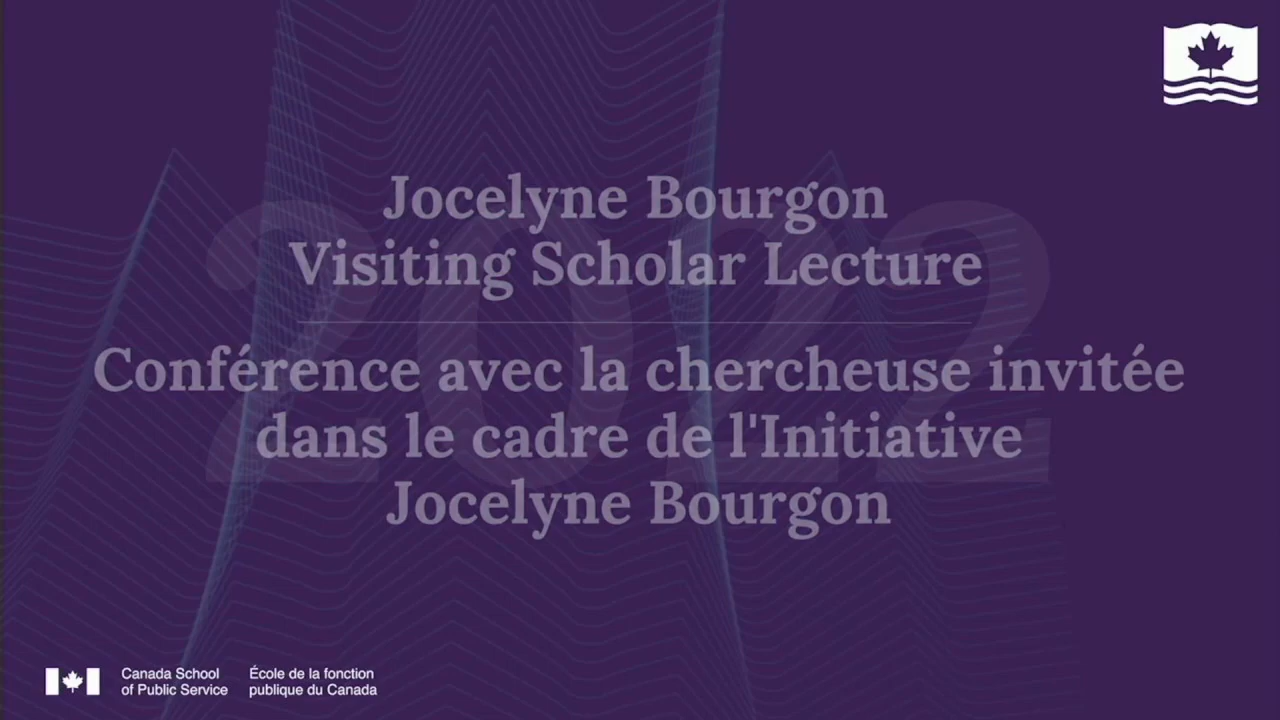 Jocelyne Bourgon
Visiting Scholar Lecture
2022
Conférence avec la chercheuse invitée
dans le cadre de l'Initiative
Jocelyne Bourgon
Canada School
of Public Service
École de la fonction
publique du Canada